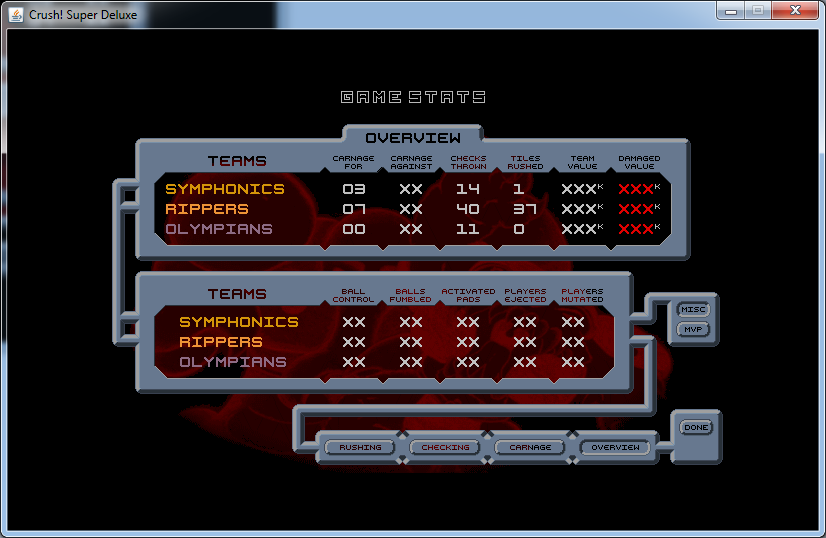 Crush! Super Deluxe
GAME STATS
OVERVIEW
TEAMS CARNAGE FOR CARNAGE AGAINST CHECKS THROWN TILES RUSHED TEAM VALUE DAMAGED VALUE
SYMPHONICS 03 XX 14 1 XXXK XXXK
RIPPERS 07 XX 40 37 XXXK XXXK
OLYMPIANS 00 XX 11 0 XXXK XXXK
TEAMS BALL CONTROL BALLS FUMBLED ACTIVATED PADS PLAYERS EJECTED PLAYERS MUTATED
SYMPHONICS XX XX XX XX XX
RIPPERS XX XX XX XX XX
OLYMPIANS XX XX XX XX XX
MISC
MVP
DONE
RUSHING CHECKING CARNAGE OVERVIEW